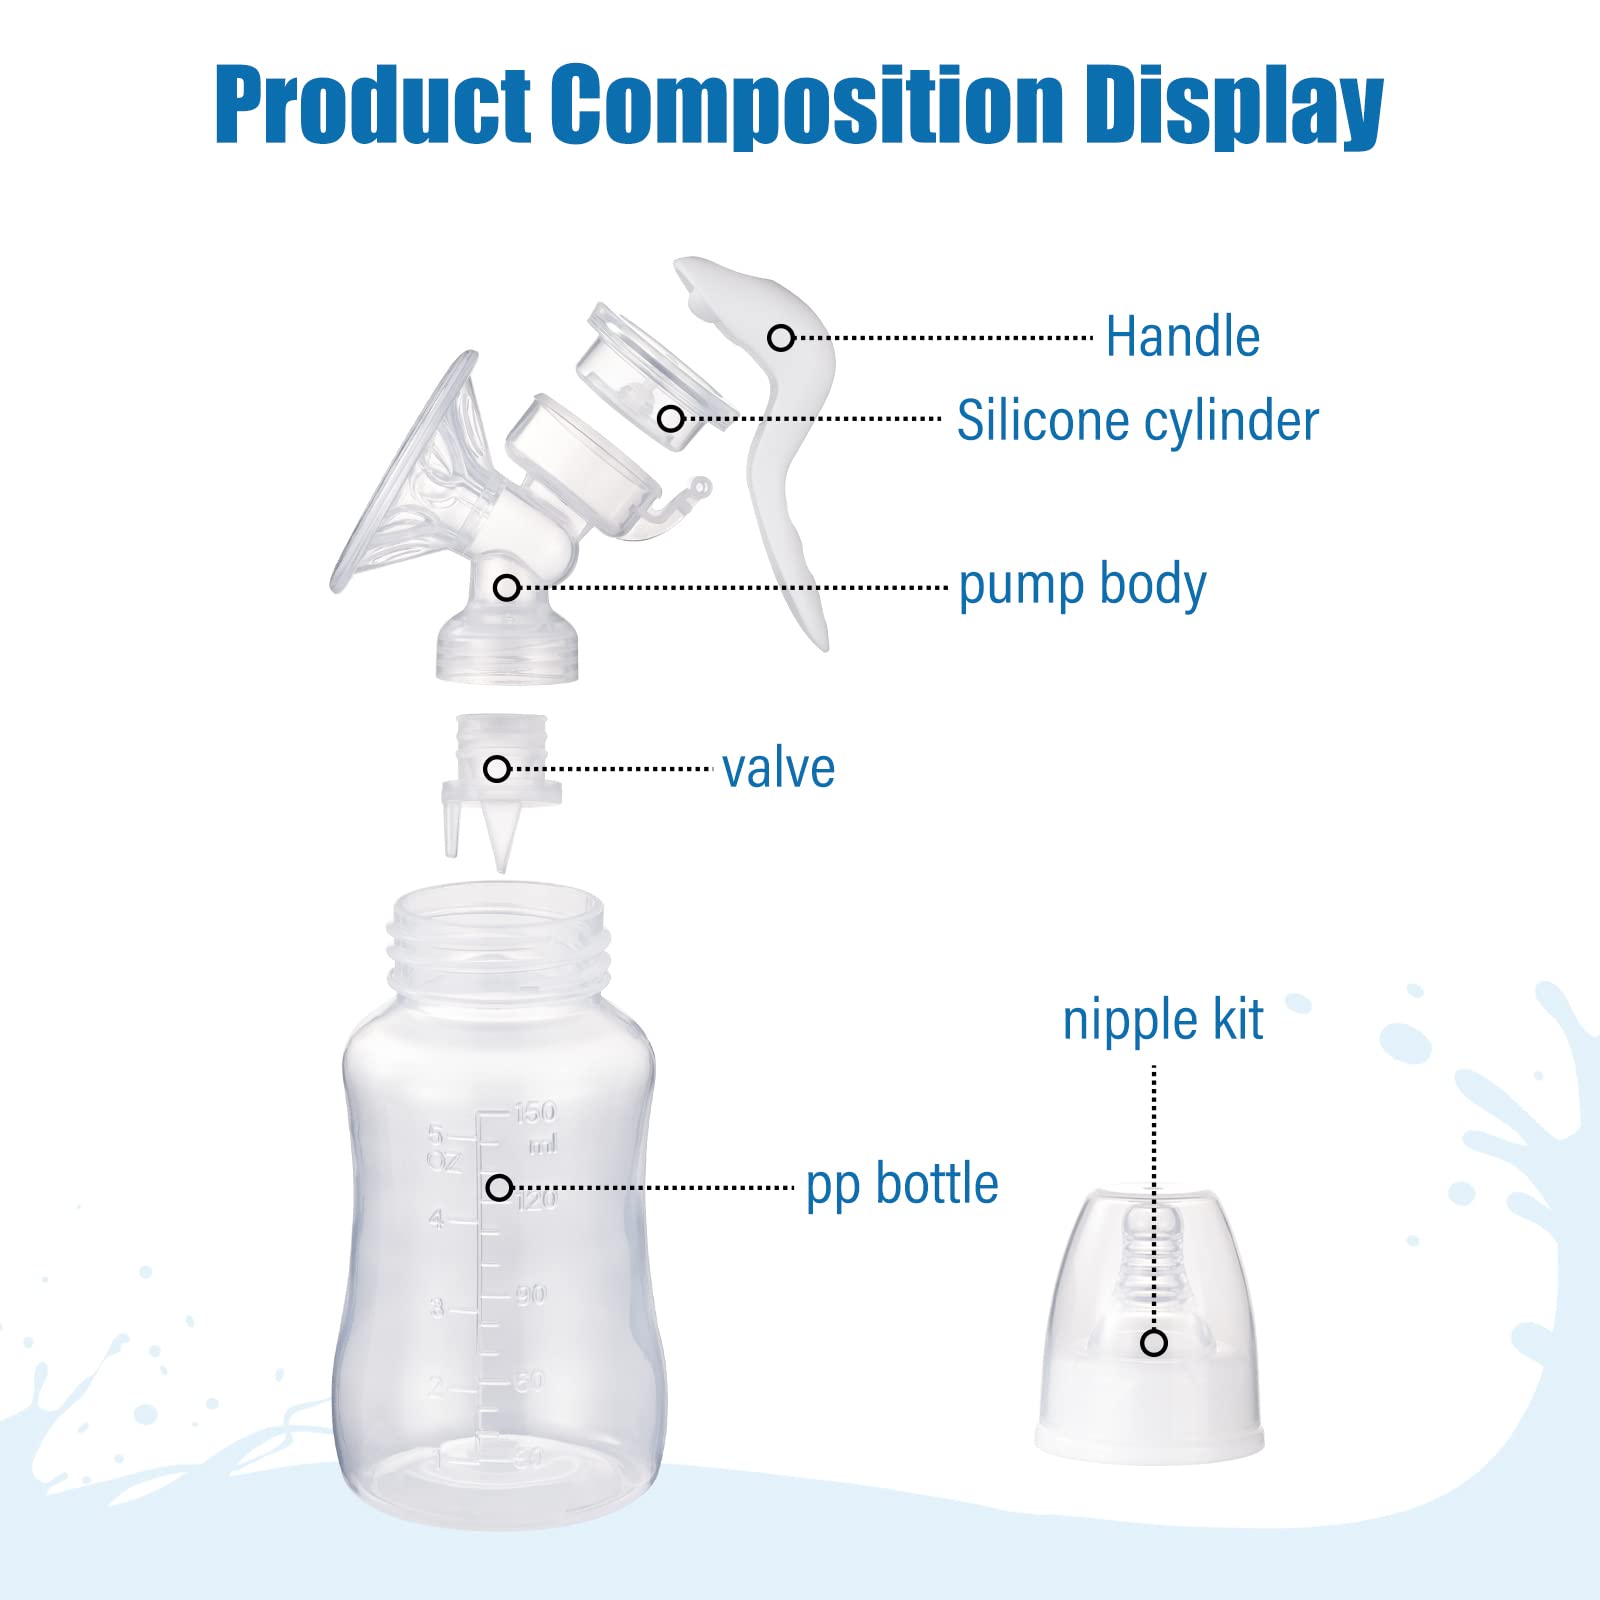 Product Composition Display
Handle
Silicone cylinder
pump body
valve
nipple kit
pp bottle
150
ml
5
OZ
120
4
90
3
60
2
1
30